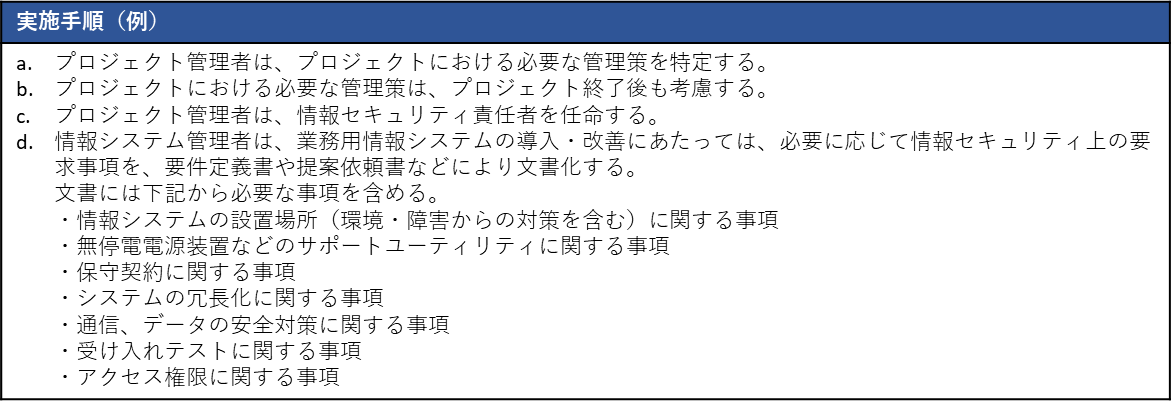 実施手順（例）
a. プロジェクト管理者は、プロジェクトにおける必要な管理策を特定する。
b. プロジェクトにおける必要な管理策は、プロジェクト終了後も考慮する。
c. プロジェクト管理者は、情報セキュリティ責任者を任命する。
d. 情報システム管理者は、業務用情報システムの導入・改善にあたっては、必要に応じて情報セキュリティ上の要
求事項を、要件定義書や提案依頼書などにより文書化する。
文書には下記から必要な事項を含める。
・情報システムの設置場所（環境・障害からの対策を含む）に関する事項
・無停電電源装置などのサポートユーティリティに関する事項
・保守契約に関する事項
・システムの冗長化に関する事項
・通信、データの安全対策に関する事項
・受け入れテストに関する事項
・アクセス権限に関する事項